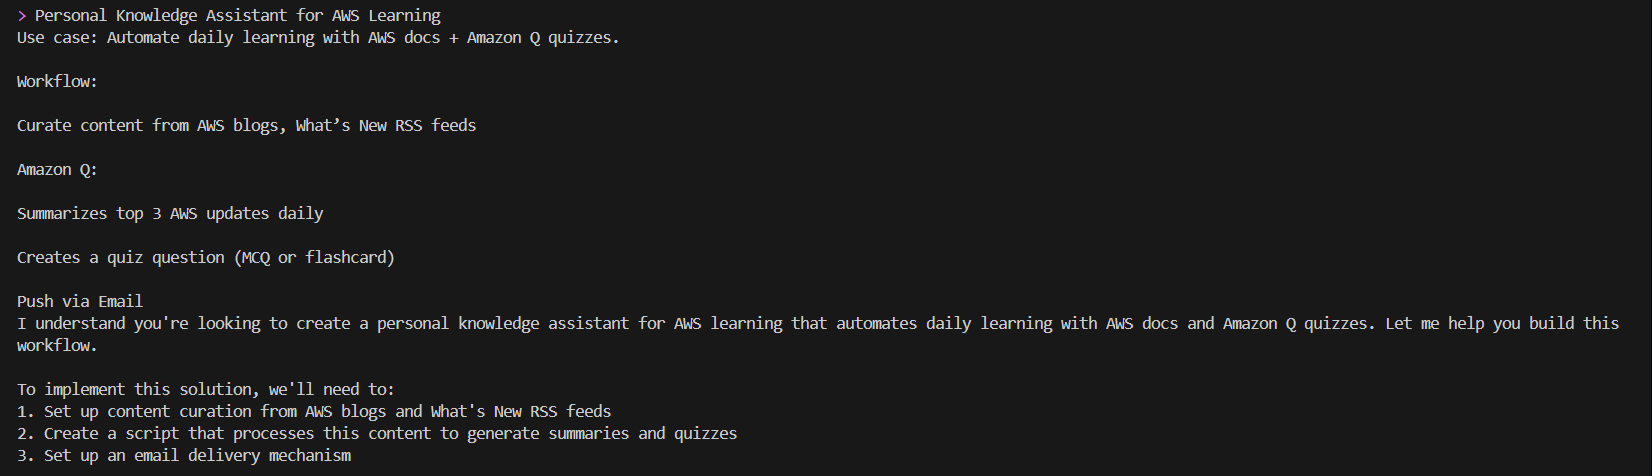 > Personal Knowledge Assistant for AWS Learning
Use case: Automate daily learning with AWS docs + Amazon Q quizzes.
Workflow:
Curate content from AWS blogs, What’s New RSS feeds
Amazon Q:
Summarizes top 3 AWS updates daily
Creates a quiz question (MCQ or flashcard)
Push via Email
I understand you're looking to create a personal knowledge assistant for AWS learning that automates daily learning with AWS docs and Amazon Q quizzes. Let me help you build this
workflow.
To implement this solution, we'll need to:
1. Set up content curation from AWS blogs and What's New RSS feeds
2. Create a script that processes this content to generate summaries and quizzes
3. Set up an email delivery mechanism